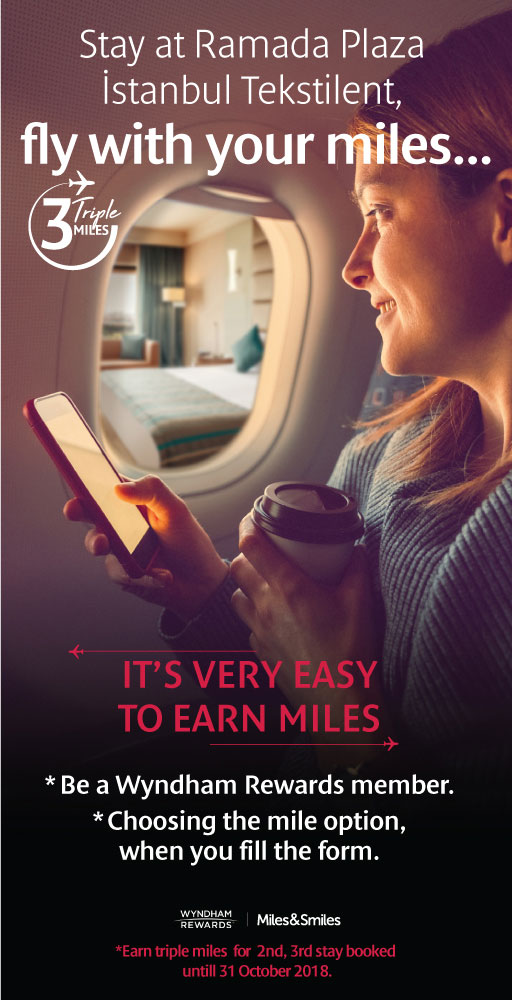 Stay at Ramada Plaza
İstanbul Tekstilent,
fly with your miles...
3 Triple
MILES
IT'S VERY EASY
TO EARN MILES
* Be a Wyndham Rewards member.
* Choosing the mile option,
when you fill the form.
WYNDHAM
REWARDS
Miles&Smiles
*Earn triple miles for 2nd, 3rd stay booked
untill 31 October 2018.